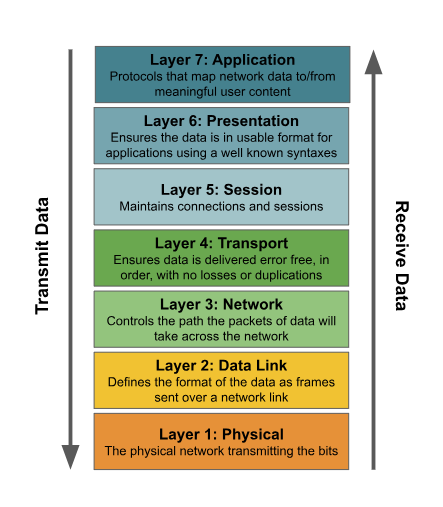 Layer 7: Application
Protocols that map network data to/from
meaningful user content
Layer 6: Presentation
Ensures the data is in usable format for
applications using a well known syntaxes
Layer 5: Session
Maintains connections and sessions
Layer 4: Transport
Ensures data is delivered error free, in
order, with no losses or duplications
Layer 3: Network
Controls the path the packets of data will
take across the network
Layer 2: Data Link
Defines the format of the data as frames
sent over a network link
Layer 1: Physical
The physical network transmitting the bits
Transmit Data
Receive Data